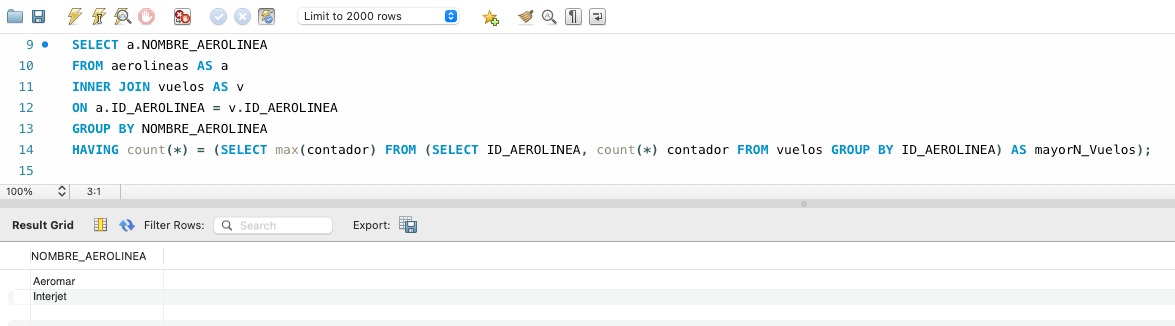 Limit to 2000 rows
9 SELECT a.NOMBRE_AEROLINEA
10 FROM aerolineas AS a
11 INNER JOIN vuelos AS v
12 ON a.ID_AEROLINEA = v.ID_AEROLINEA
13 GROUP BY NOMBRE_AEROLINEA
14 HAVING count(*) = (SELECT max(contador) FROM (SELECT ID_AEROLINEA, count(*) contador FROM vuelos GROUP BY ID_AEROLINEA) AS mayorN_Vuelos);
15
100% 3:1
Result Grid Filter Rows: Search Export:
NOMBRE_AEROLINEA
Aeromar
Interjet